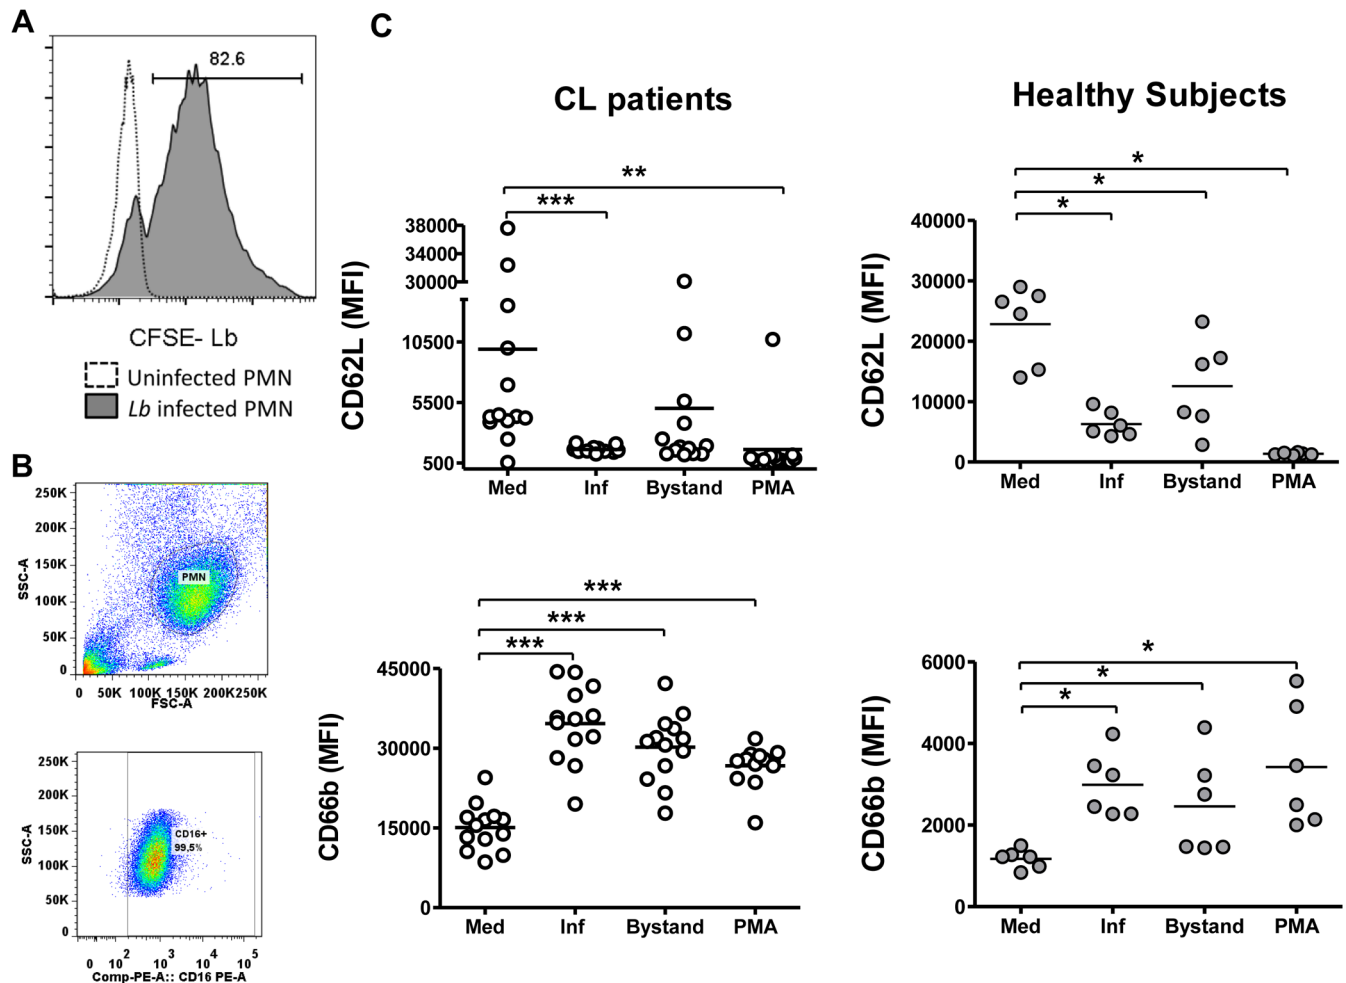 A
82.6
CFSE- Lb
Uninfected PMN
Lb infected PMN
B
250K
200K
150K
100K
50K
0
SSC-A
PMN
0 50K 100K 150K 200K 250K
FSC-A
250K
200K
150K
100K
50K
0
SSC-A
CD16+
99,5%
0 10^2 10^3 10^4 10^5
Comp-PE-A:: CD16 PE-A
C
CL patients
**
***
38000
34000
30000
10500
5500
500
CD62L (MFI)
Med Inf Bystand PMA
Healthy Subjects
*
*
*
40000
30000
20000
10000
0
CD62L (MFI)
Med Inf Bystand PMA
***
***
***
45000
30000
15000
0
CD66b (MFI)
Med Inf Bystand PMA
*
*
*
6000
4000
2000
0
CD66b (MFI)
Med Inf Bystand PMA